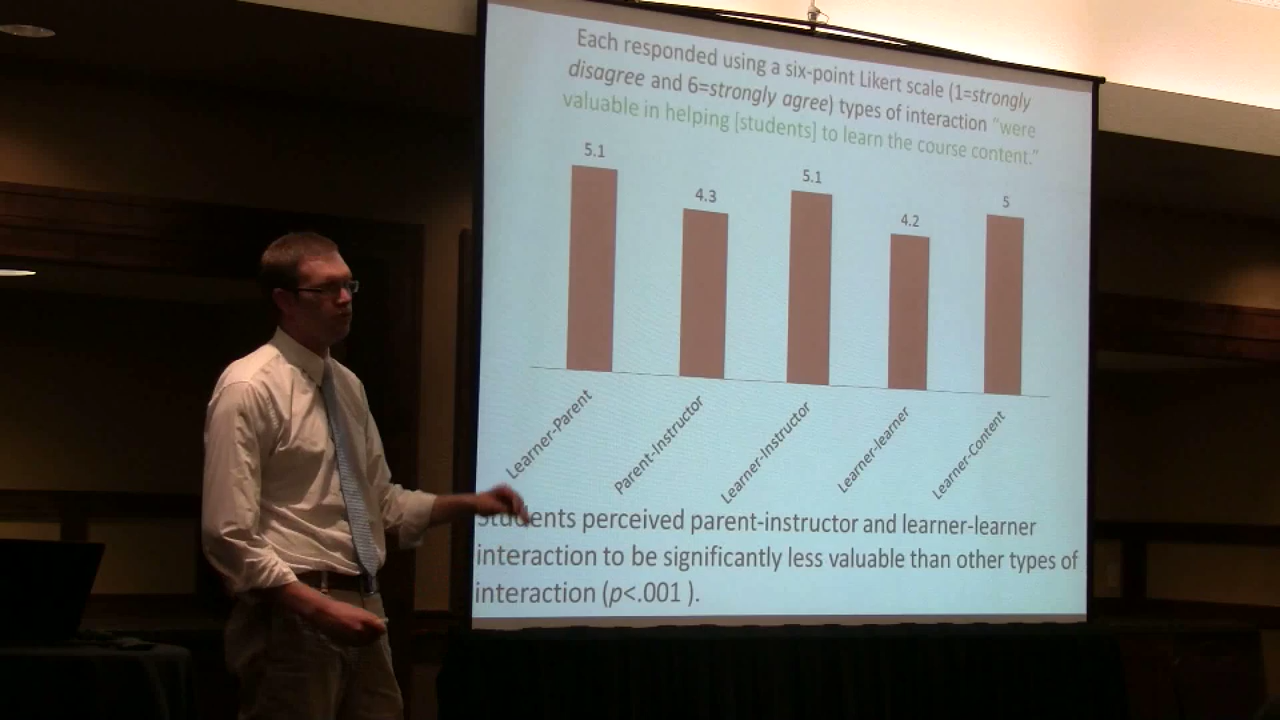 Each responded using a six-point Likert scale (1=strongly
disagree and 6=strongly agree) types of interaction "were
valuable in helping [students] to learn the course content."
5.1
4.3
5.1
4.2
5
Learner-Parent
Parent-Instructor
Learner-Instructor
Learner-learner
Learner-Content
Students perceived parent-instructor and learner-learner
interaction to be significantly less valuable than other types of
interaction (p<.001 ).